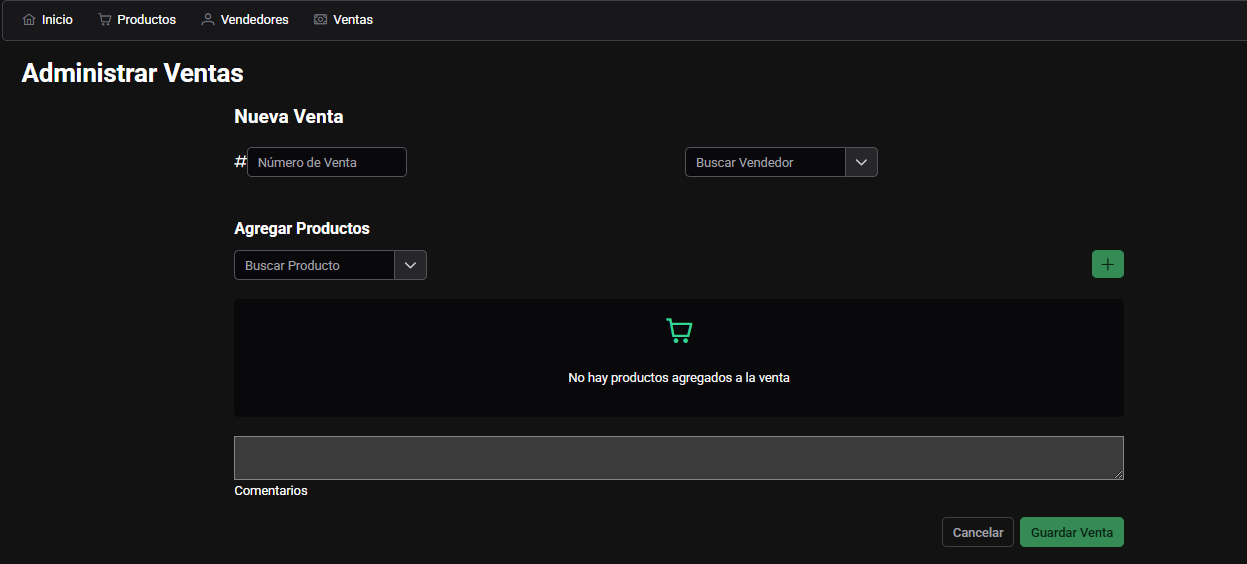 Inicio Productos Vendedores Ventas
Administrar Ventas
Nueva Venta
# Número de Venta Buscar Vendedor
Agregar Productos
Buscar Producto
No hay productos agregados a la venta
Comentarios
Cancelar Guardar Venta